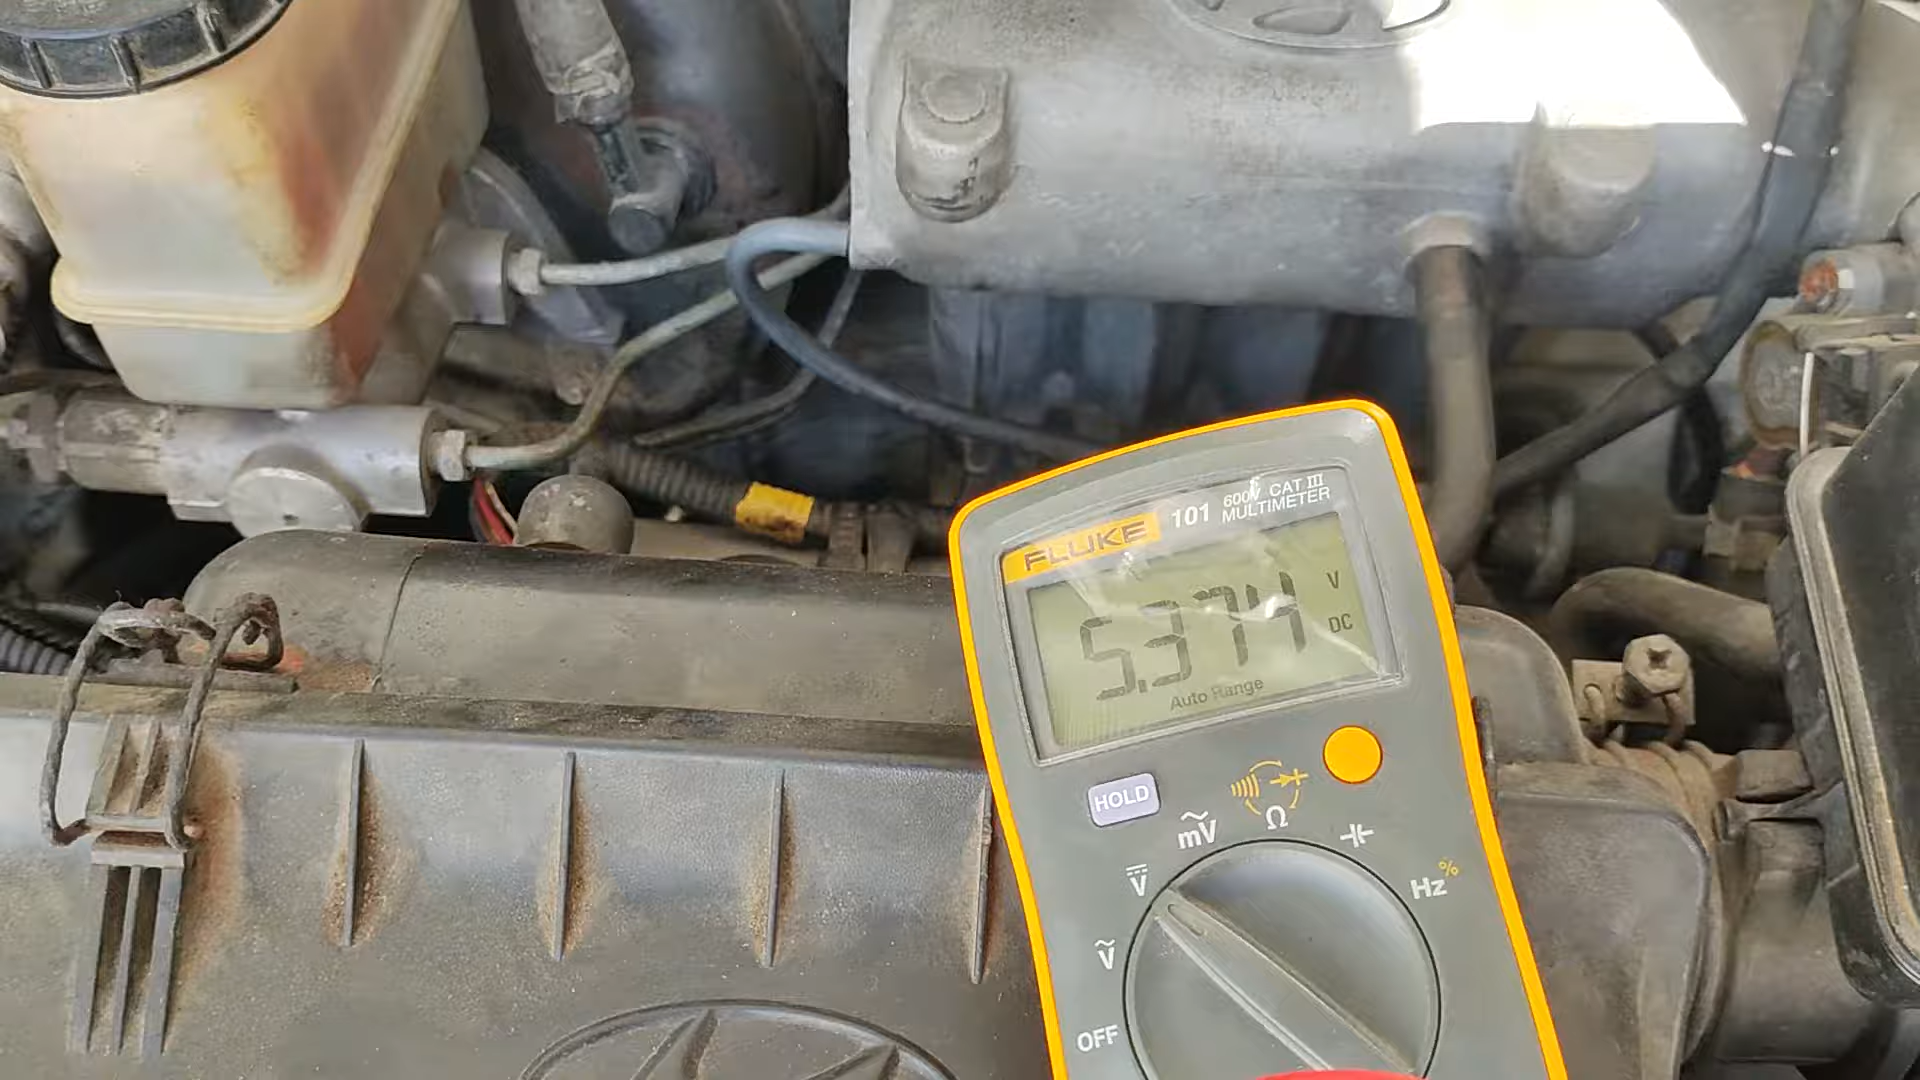 FLUKE 101 600V CAT III
MULTIMETER
5.374 V
DC
Auto Range
HOLD
mV
Ω
V
Hz %
V
OFF